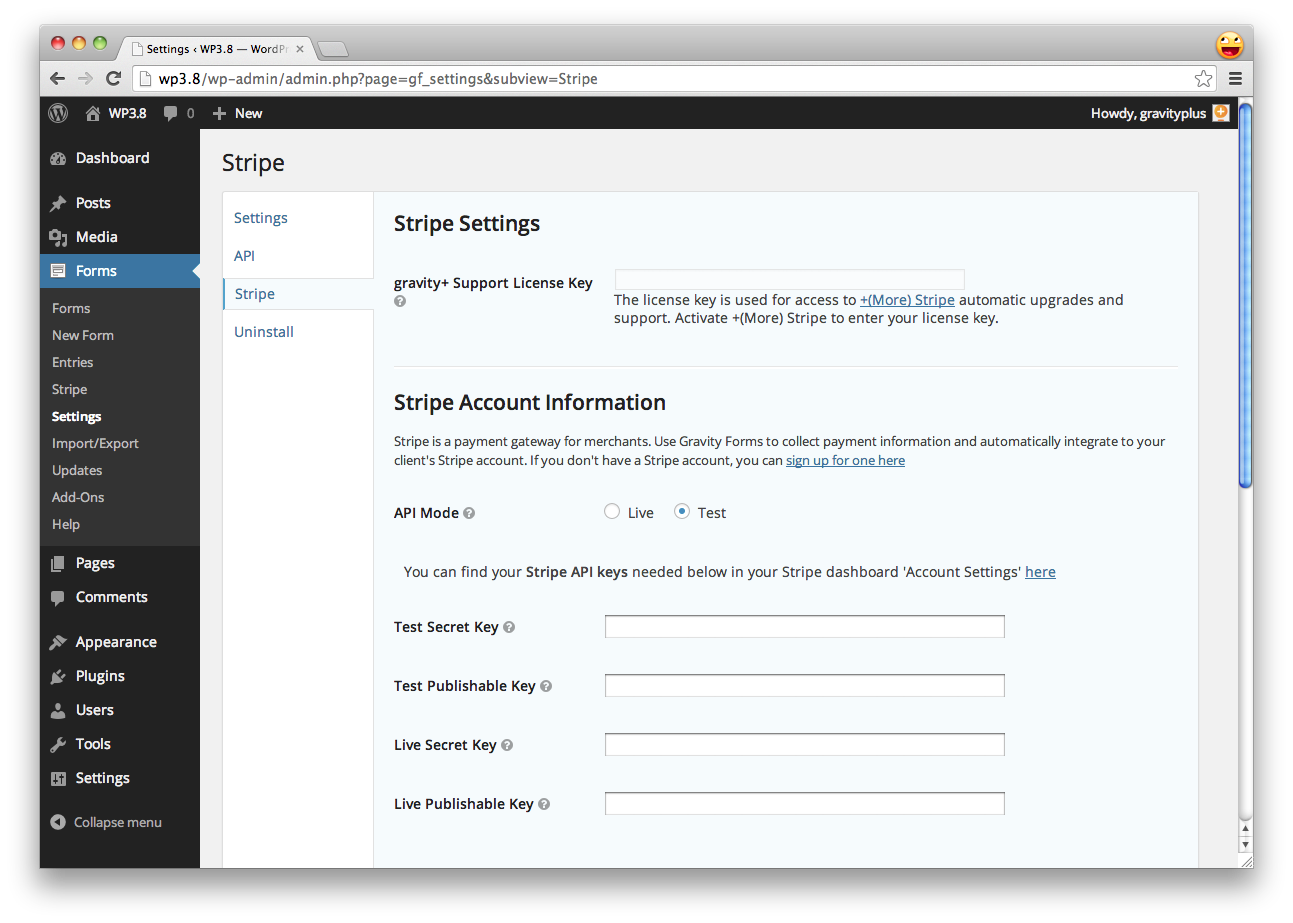 Settings ‹ WP3.8 — WordPr
wp3.8/wp-admin/admin.php?page=gf_settings&subview=Stripe
WP3.8 0 New Howdy, gravityplus
Dashboard
Posts
Media
Forms
Forms
New Form
Entries
Stripe
Settings
Import/Export
Updates
Add-Ons
Help
Pages
Comments
Appearance
Plugins
Users
Tools
Settings
Collapse menu
Stripe
Settings
API
Stripe
Uninstall
Stripe Settings
gravity+ Support License Key
The license key is used for access to +(More) Stripe automatic upgrades and
support. Activate +(More) Stripe to enter your license key.
Stripe Account Information
Stripe is a payment gateway for merchants. Use Gravity Forms to collect payment information and automatically integrate to your
client's Stripe account. If you don't have a Stripe account, you can sign up for one here
API Mode Live Test
You can find your Stripe API keys needed below in your Stripe dashboard 'Account Settings' here
Test Secret Key
Test Publishable Key
Live Secret Key
Live Publishable Key